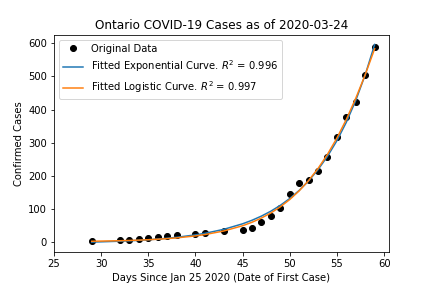 Ontario COVID-19 Cases as of 2020-03-24
Original Data
Fitted Exponential Curve. R² = 0.996
Fitted Logistic Curve. R² = 0.997
Confirmed Cases
600
500
400
300
200
100
0
25 30 35 40 45 50 55 60
Days Since Jan 25 2020 (Date of First Case)